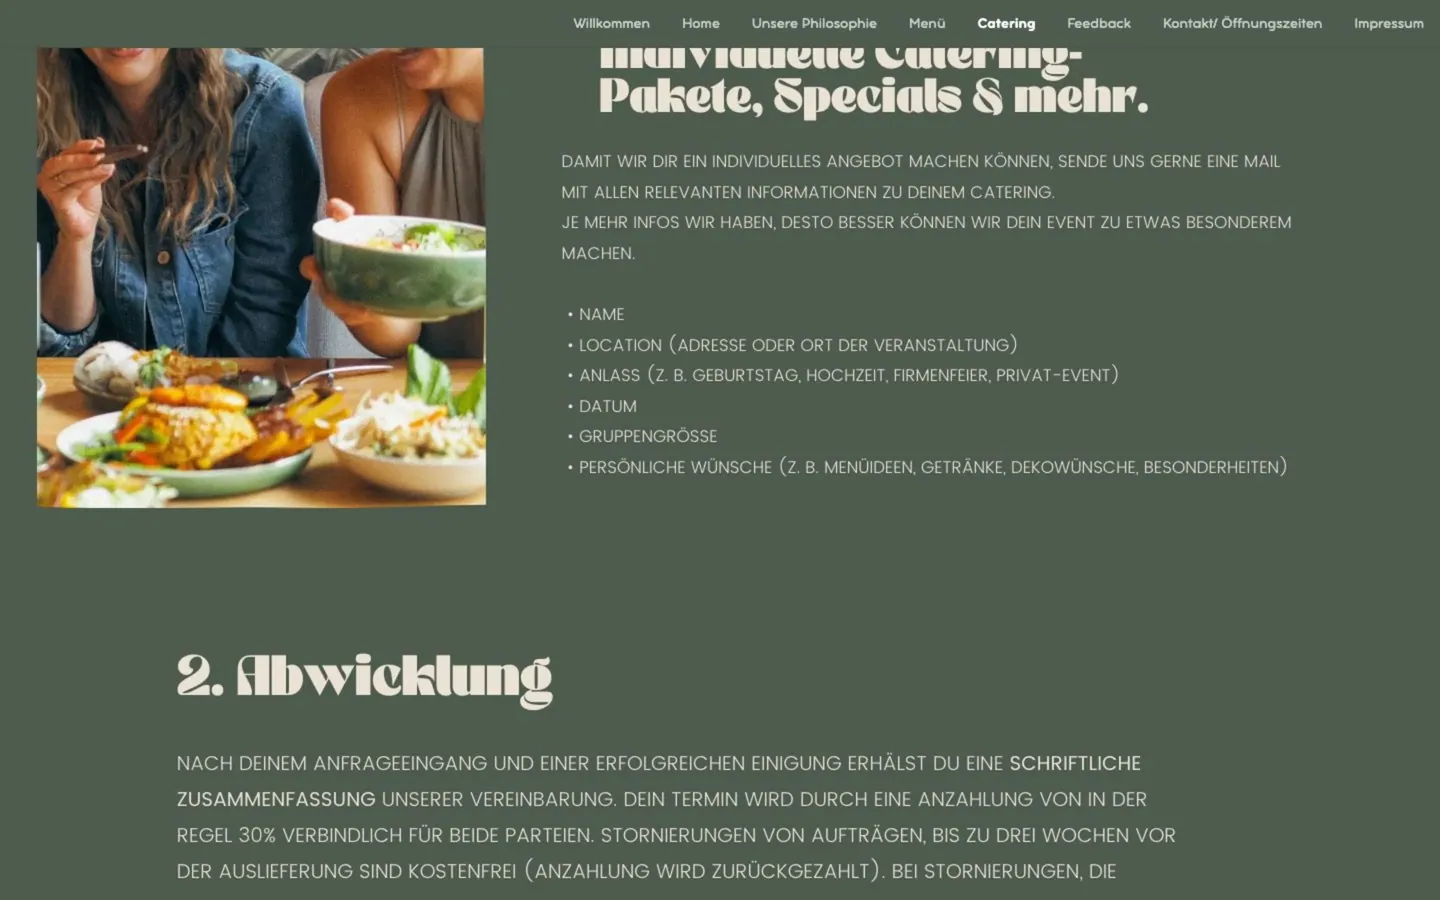 Willkommen Home Unsere Philosophie Menü Catering Feedback Kontakt/ Öffnungszeiten Impressum
Individuelle Catering-
Pakete, Specials & mehr.
DAMIT WIR DIR EIN INDIVIDUELLES ANGEBOT MACHEN KÖNNEN, SENDE UNS GERNE EINE MAIL
MIT ALLEN RELEVANTEN INFORMATIONEN ZU DEINEM CATERING.
JE MEHR INFOS WIR HABEN, DESTO BESSER KÖNNEN WIR DEIN EVENT ZU ETWAS BESONDEREM
MACHEN.
• NAME
• LOCATION (ADRESSE ODER ORT DER VERANSTALTUNG)
• ANLASS (Z. B. GEBURTSTAG, HOCHZEIT, FIRMENFEIER, PRIVAT-EVENT)
• DATUM
• GRUPPENGRÖSSE
• PERSÖNLICHE WÜNSCHE (Z. B. MENÜIDEEN, GETRÄNKE, DEKOWÜNSCHE, BESONDERHEITEN)
2. Abwicklung
NACH DEINEM ANFRAGEEINGANG UND EINER ERFOLGREICHEN EINIGUNG ERHÄLST DU EINE SCHRIFTLICHE
ZUSAMMENFASSUNG UNSERER VEREINBARUNG. DEIN TERMIN WIRD DURCH EINE ANZAHLUNG VON IN DER
REGEL 30% VERBINDLICH FÜR BEIDE PARTEIEN. STORNIERUNGEN VON AUFTRÄGEN, BIS ZU DREI WOCHEN VOR
DER AUSLIEFERUNG SIND KOSTENFREI (ANZAHLUNG WIRD ZURÜCKGEZAHLT). BEI STORNIERUNGEN, DIE